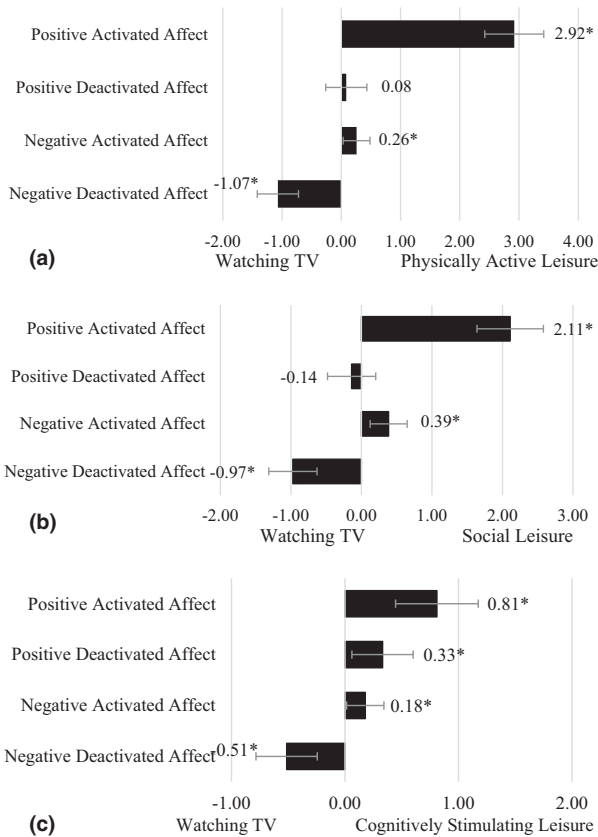 Positive Activated Affect 2.92*
Positive Deactivated Affect 0.08
Negative Activated Affect 0.26*
Negative Deactivated Affect -1.07*
-2.00 -1.00 0.00 1.00 2.00 3.00 4.00
(a) Watching TV Physically Active Leisure
Positive Activated Affect 2.11*
Positive Deactivated Affect -0.14
Negative Activated Affect 0.39*
Negative Deactivated Affect -0.97*
-2.00 -1.00 0.00 1.00 2.00 3.00
(b) Watching TV Social Leisure
Positive Activated Affect 0.81*
Positive Deactivated Affect 0.33*
Negative Activated Affect 0.18*
Negative Deactivated Affect -0.51*
-1.00 0.00 1.00 2.00
(c) Watching TV Cognitively Stimulating Leisure